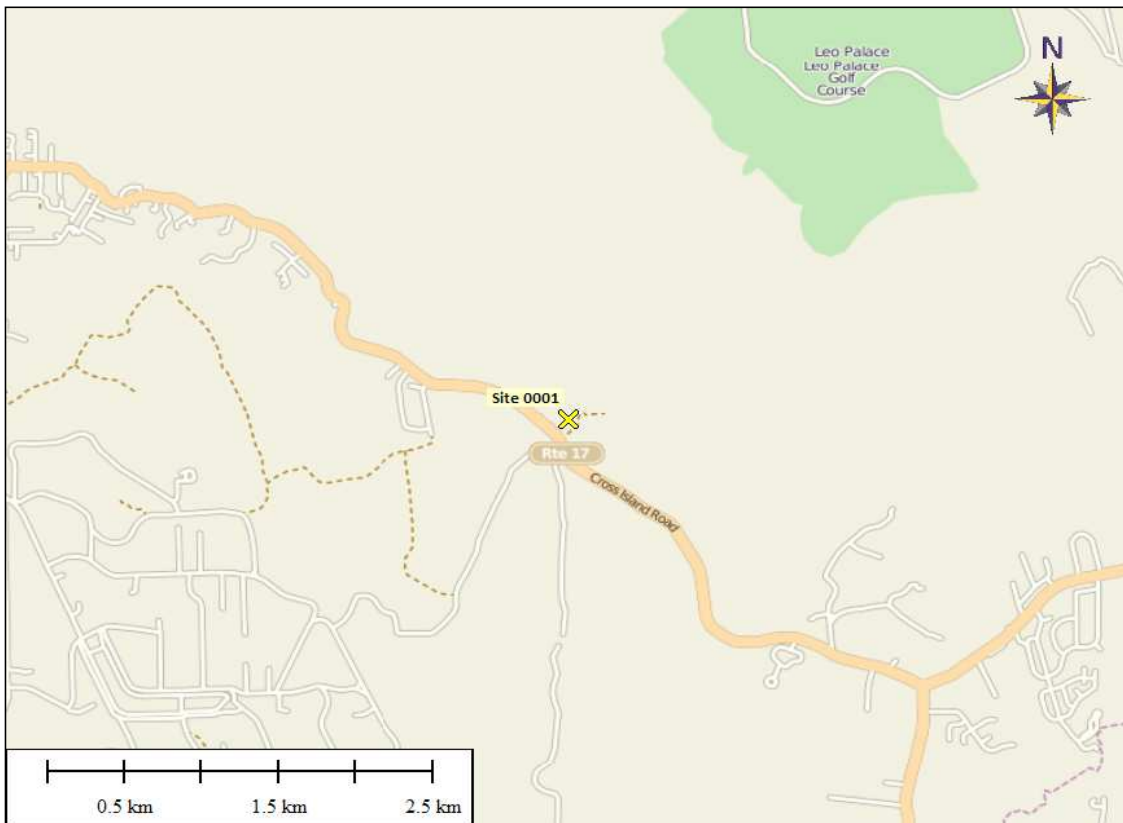 Leo Palace
Leo Palace
Golf
Course
N
Site 0001
Rte 17
Cross Island Road
0.5 km
1.5 km
2.5 km